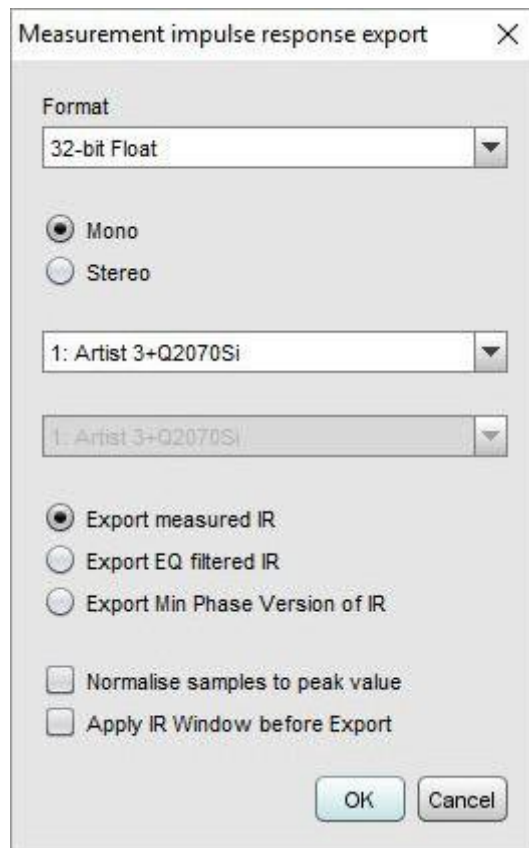 Measurement impulse response export
Format
32-bit Float
Mono
Stereo
1: Artist 3+Q2070Si
1: Artist 3+Q2070Si
Export measured IR
Export EQ filtered IR
Export Min Phase Version of IR
Normalise samples to peak value
Apply IR Window before Export
OK Cancel